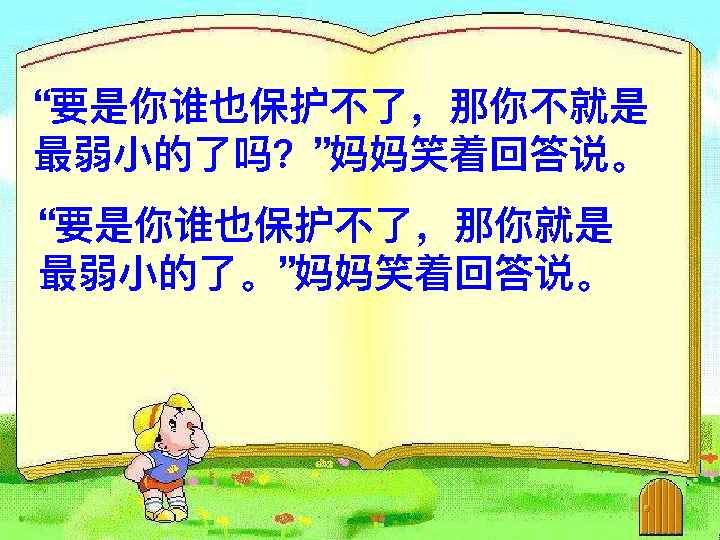 “要是你谁也保护不了，那你不就是
最弱小的了吗？”妈妈笑着回答说。
“要是你谁也保护不了，那你就是
最弱小的了。”妈妈笑着回答说。